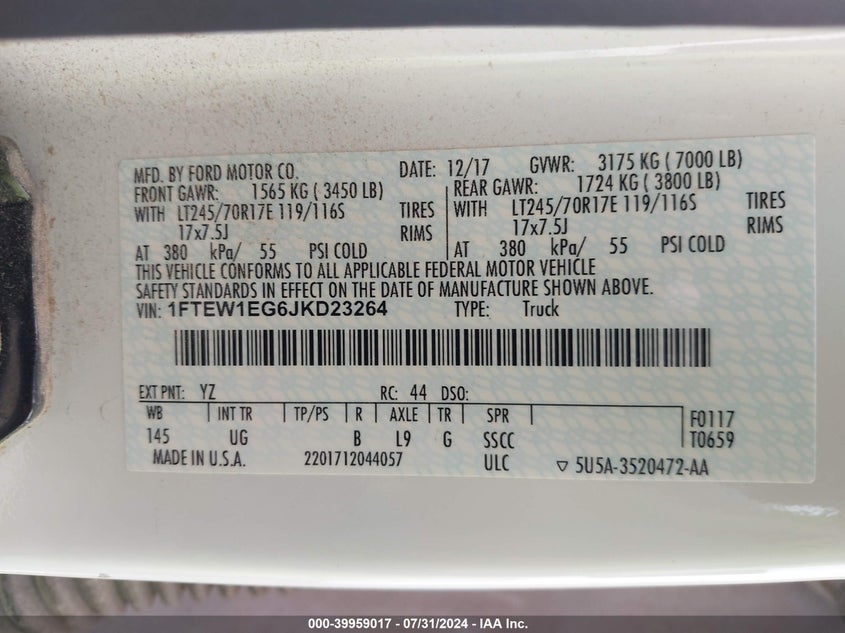 MFD. BY FORD MOTOR CO. DATE: 12/17 GVWR: 3175 KG ( 7000 LB)
FRONT GAWR: 1565 KG ( 3450 LB) REAR GAWR: 1724 KG ( 3800 LB)
WITH LT245/70R17E 119/116S TIRES WITH LT245/70R17E 119/116S TIRES
17x7.5J RIMS 17x7.5J RIMS
AT 380 kPa/ 55 PSI COLD AT 380 kPa/ 55 PSI COLD
THIS VEHICLE CONFORMS TO ALL APPLICABLE FEDERAL MOTOR VEHICLE
SAFETY STANDARDS IN EFFECT ON THE DATE OF MANUFACTURE SHOWN ABOVE.
VIN: 1FTEW1EG6JKD23264 TYPE: Truck
EXT PNT: YZ RC: 44 DSO:
WB INT TR TP/PS R AXLE TR SPR F0117
145 UG B L9 G SSCC T0659
MADE IN U.S.A. 2201712044057 ULC ▽ 5U5A-3520472-AA
000-39959017 - 07/31/2024 - IAA Inc.